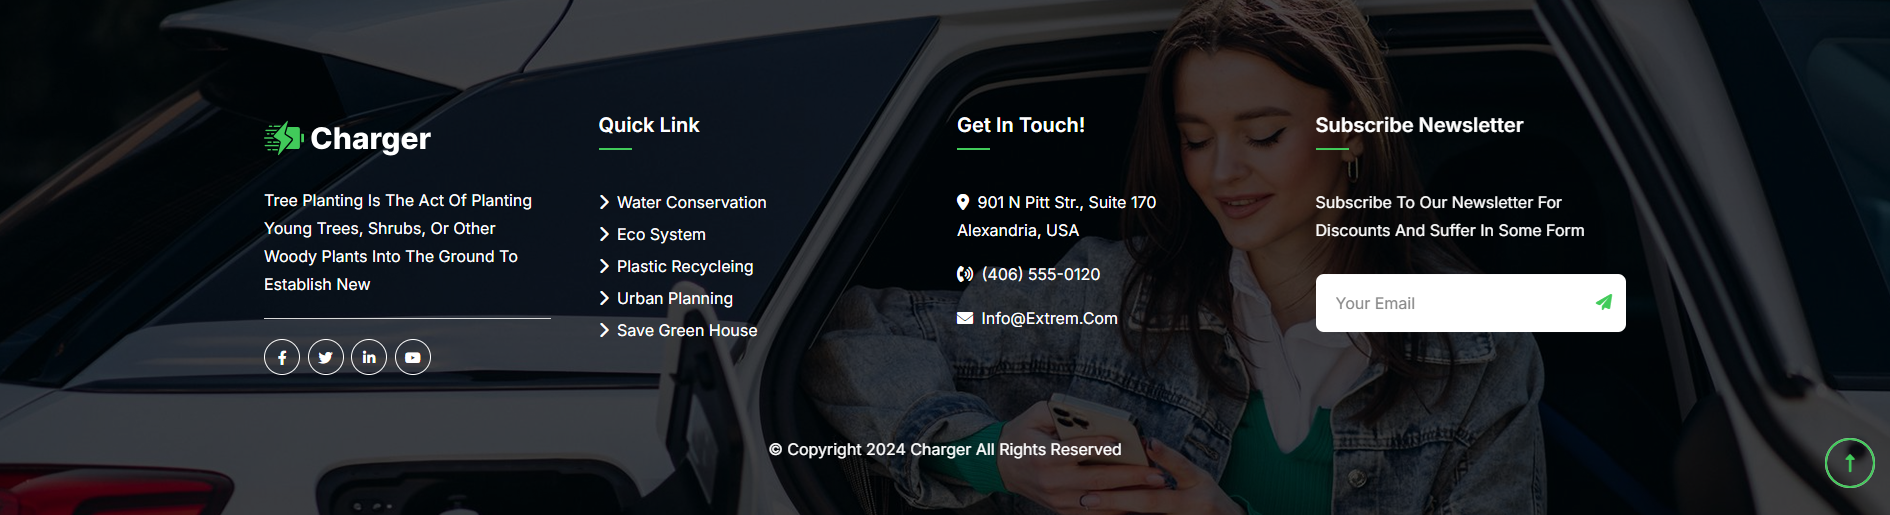 Charger
Tree Planting Is The Act Of Planting
Young Trees, Shrubs, Or Other
Woody Plants Into The Ground To
Establish New
Quick Link
Water Conservation
Eco System
Plastic Recycleing
Urban Planning
Save Green House
Get In Touch!
901 N Pitt Str., Suite 170
Alexandria, USA
(406) 555-0120
Info@Extrem.Com
Subscribe Newsletter
Subscribe To Our Newsletter For
Discounts And Suffer In Some Form
Your Email
© Copyright 2024 Charger All Rights Reserved